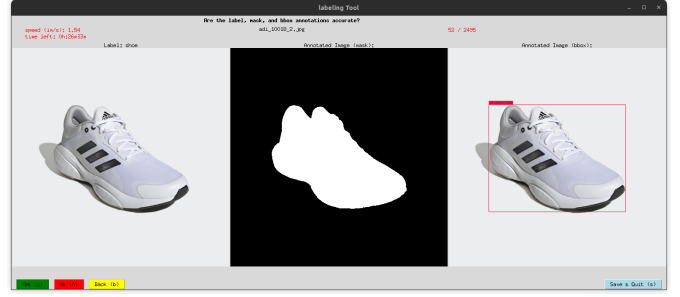 labeling Tool
Are the label, mask, and bbox annotations accurate?
speed (im/s): 1.54
adi_10018_2.jpg
52 / 2495
time left: 0h:26m:53s
Label: shoe
Annotated Image (mask):
Annotated Image (bbox):
Yes (y)
No (n)
Back (b)
Save & Quit (s)